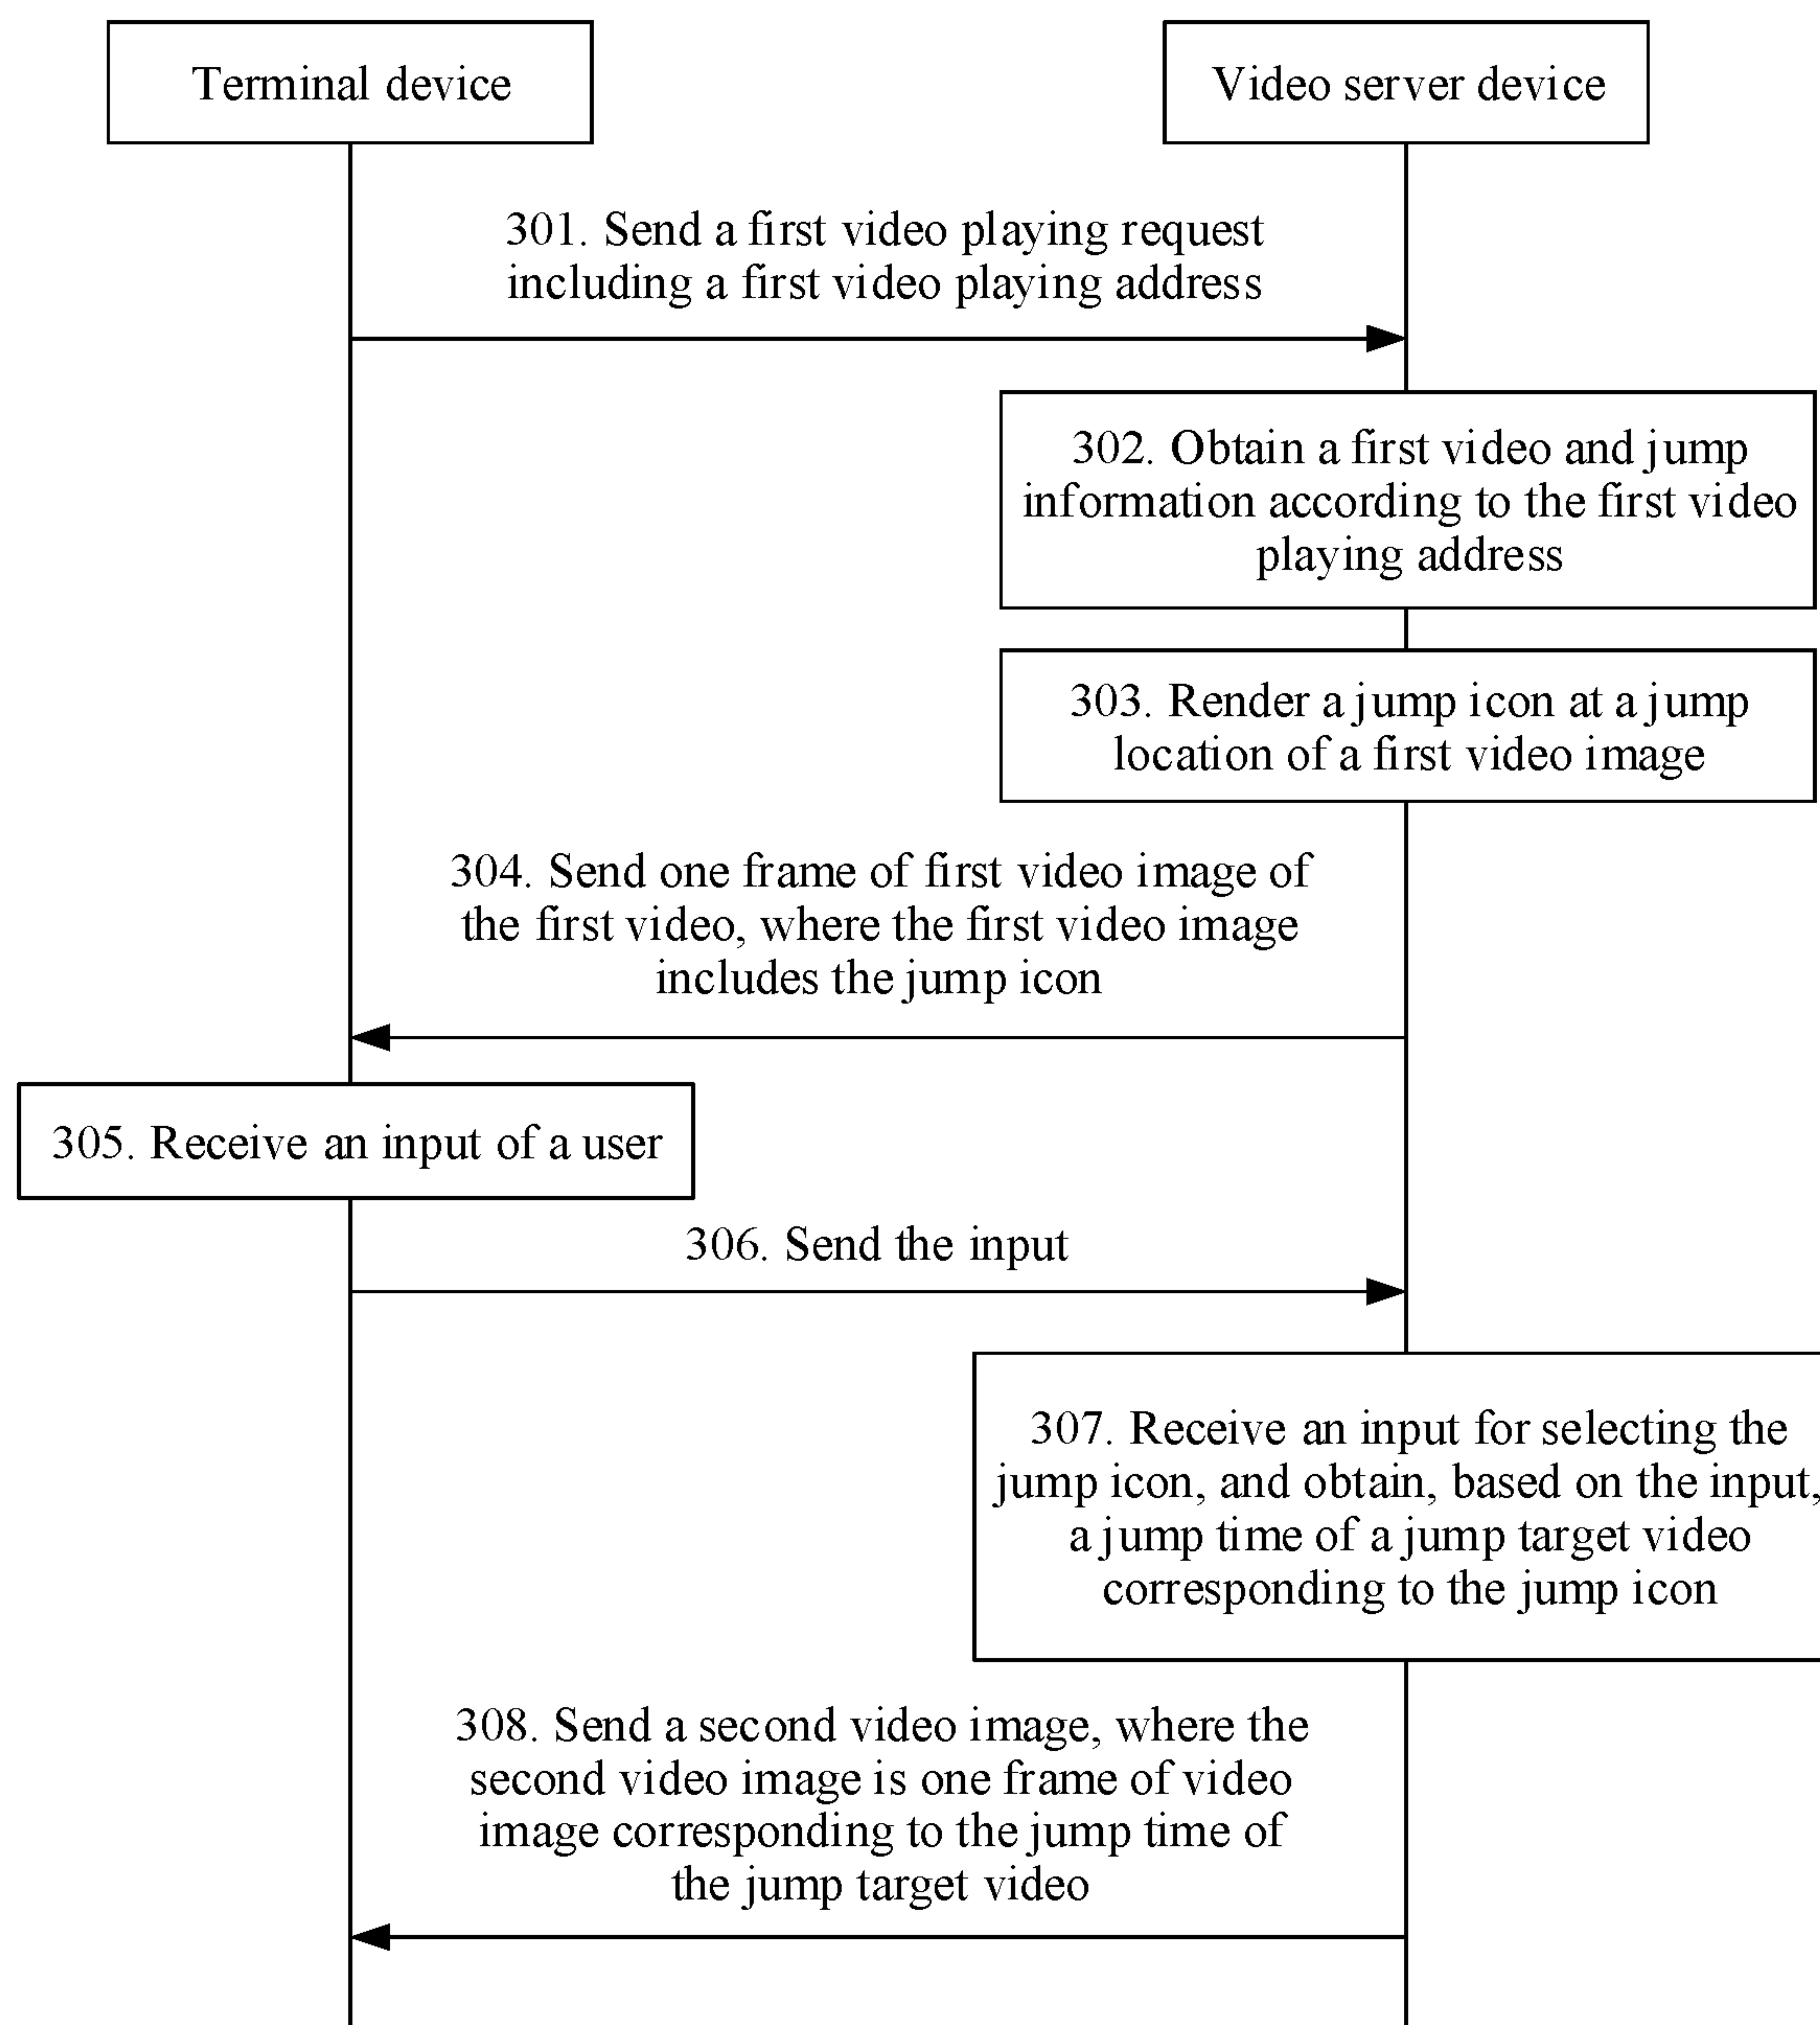 Terminal device
Video server device
301. Send a first video playing request
including a first video playing address
302. Obtain a first video and jump
information according to the first video
playing address
303. Render a jump icon at a jump
location of a first video image
304. Send one frame of first video image of
the first video, where the first video image
includes the jump icon
305. Receive an input of a user
306. Send the input
307. Receive an input for selecting the
jump icon, and obtain, based on the input,
a jump time of a jump target video
corresponding to the jump icon
308. Send a second video image, where the
second video image is one frame of video
image corresponding to the jump time of
the jump target video